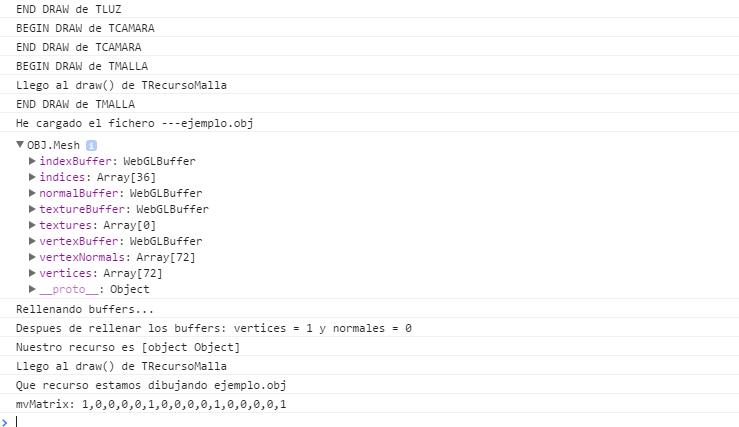 END DRAW de TLUZ
BEGIN DRAW de TCAMARA
END DRAW de TCAMARA
BEGIN DRAW de TMALLA
Llego al draw() de TRecursoMalla
END DRAW de TMALLA
He cargado el fichero ---ejemplo.obj
▼OBJ.Mesh i
▶indexBuffer: WebGLBuffer
▶indices: Array[36]
▶normalBuffer: WebGLBuffer
▶textureBuffer: WebGLBuffer
▶textures: Array[0]
▶vertexBuffer: WebGLBuffer
▶vertexNormals: Array[72]
▶vertices: Array[72]
▶__proto__: Object
Rellenando buffers...
Despues de rellenar los buffers: vertices = 1 y normales = 0
Nuestro recurso es [object Object]
Llego al draw() de TRecursoMalla
Que recurso estamos dibujando ejemplo.obj
mvMatrix: 1,0,0,0,0,1,0,0,0,0,1,0,0,0,0,1
>